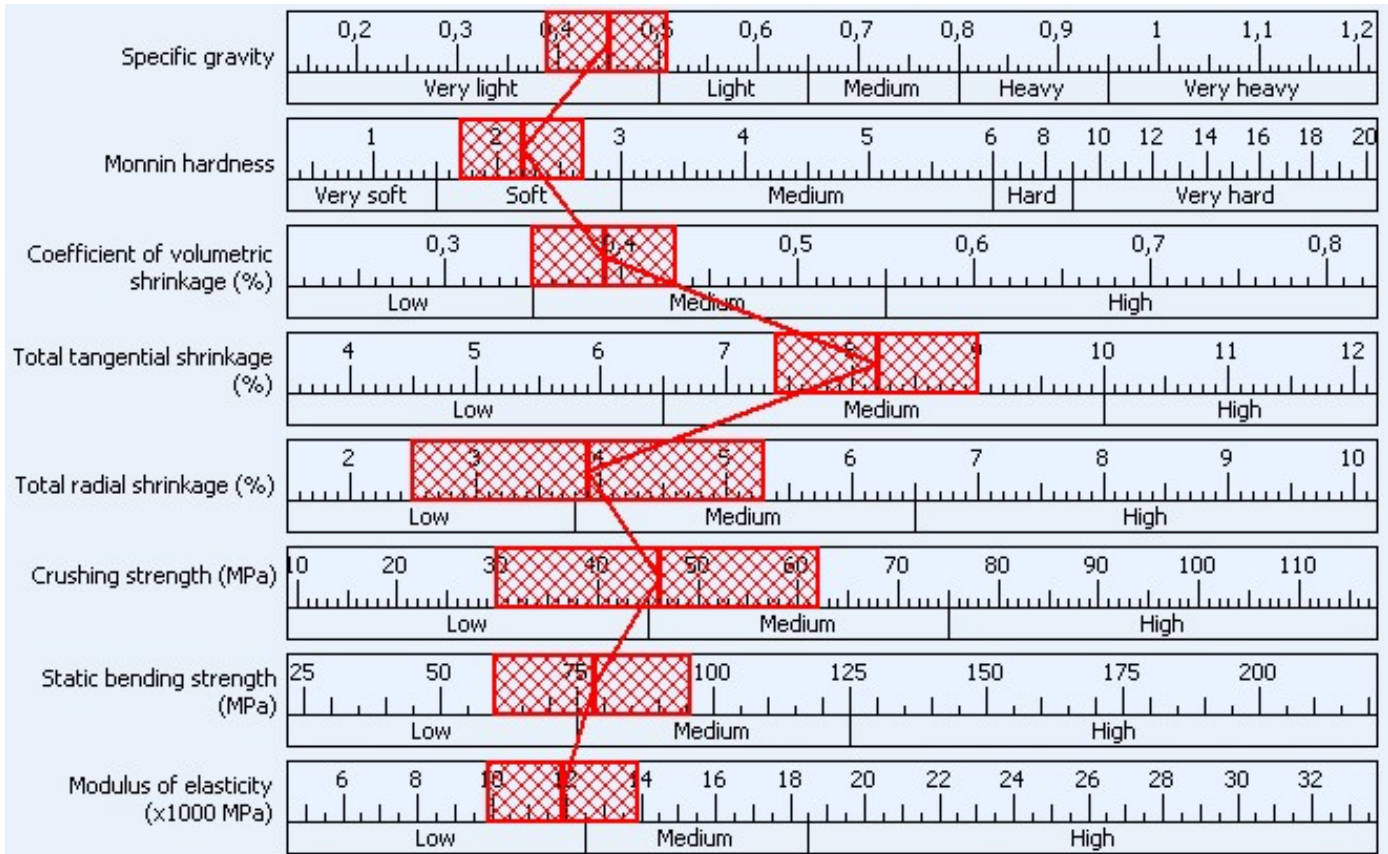 0,2 0,3 0,4 0,5 0,6 0,7 0,8 0,9 1 1,1 1,2
Specific gravity
Very light Light Medium Heavy Very heavy
1 2 3 4 5 6 8 10 12 14 16 18 20
Monnin hardness
Very soft Soft Medium Hard Very hard
0,3 0,4 0,5 0,6 0,7 0,8
Coefficient of volumetric
shrinkage (%)
Low Medium High
4 5 6 7 8 9 10 11 12
Total tangential shrinkage
(%)
Low Medium High
2 3 4 5 6 7 8 9 10
Total radial shrinkage (%)
Low Medium High
10 20 30 40 50 60 70 80 90 100 110
Crushing strength (MPa)
Low Medium High
25 50 75 100 125 150 175 200
Static bending strength
(MPa)
Low Medium High
6 8 10 12 14 16 18 20 22 24 26 28 30 32
Modulus of elasticity
(x1000 MPa)
Low Medium High